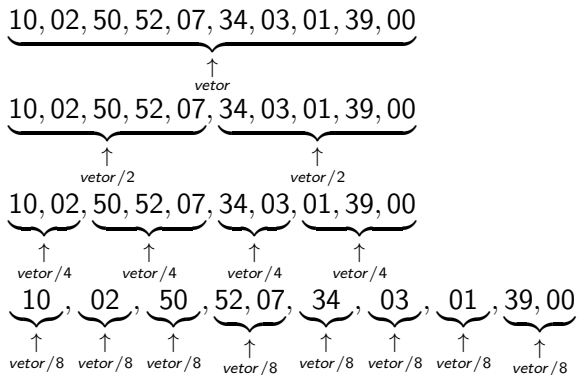 10, 02, 50, 52, 07, 34, 03, 01, 39, 00
↑
vetor
10, 02, 50, 52, 07, 34, 03, 01, 39, 00
↑ ↑
vetor/2 vetor/2
10, 02, 50, 52, 07, 34, 03, 01, 39, 00
↑ ↑ ↑ ↑
vetor/4 vetor/4 vetor/4 vetor/4
10 , 02 , 50 , 52, 07, 34 , 03 , 01 , 39, 00
↑ ↑ ↑ ↑ ↑ ↑ ↑ ↑
vetor/8 vetor/8 vetor/8 vetor/8 vetor/8 vetor/8 vetor/8 vetor/8